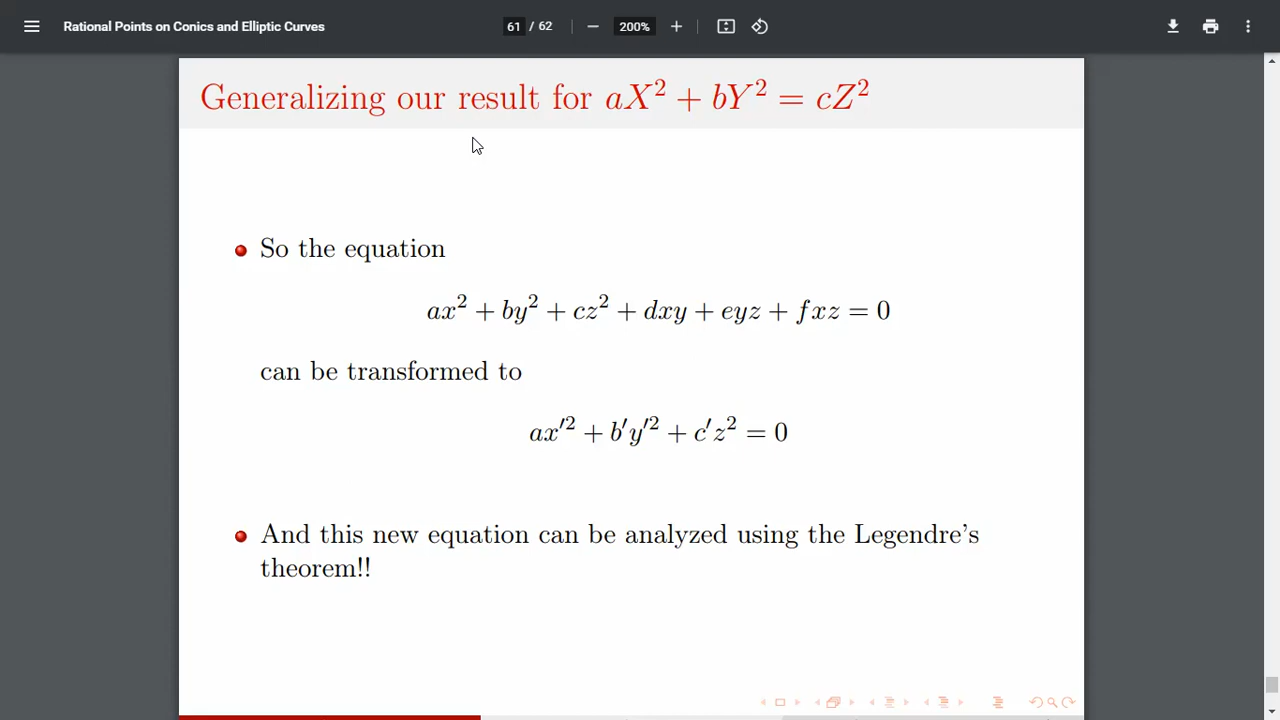 Rational Points on Conics and Elliptic Curves
61 / 62
200%
Generalizing our result for aX² + bY² = cZ²
So the equation
ax² + by² + cz² + dxy + eyz + fxz = 0
can be transformed to
ax′² + b′y′² + c′z² = 0
And this new equation can be analyzed using the Legendre's
theorem!!